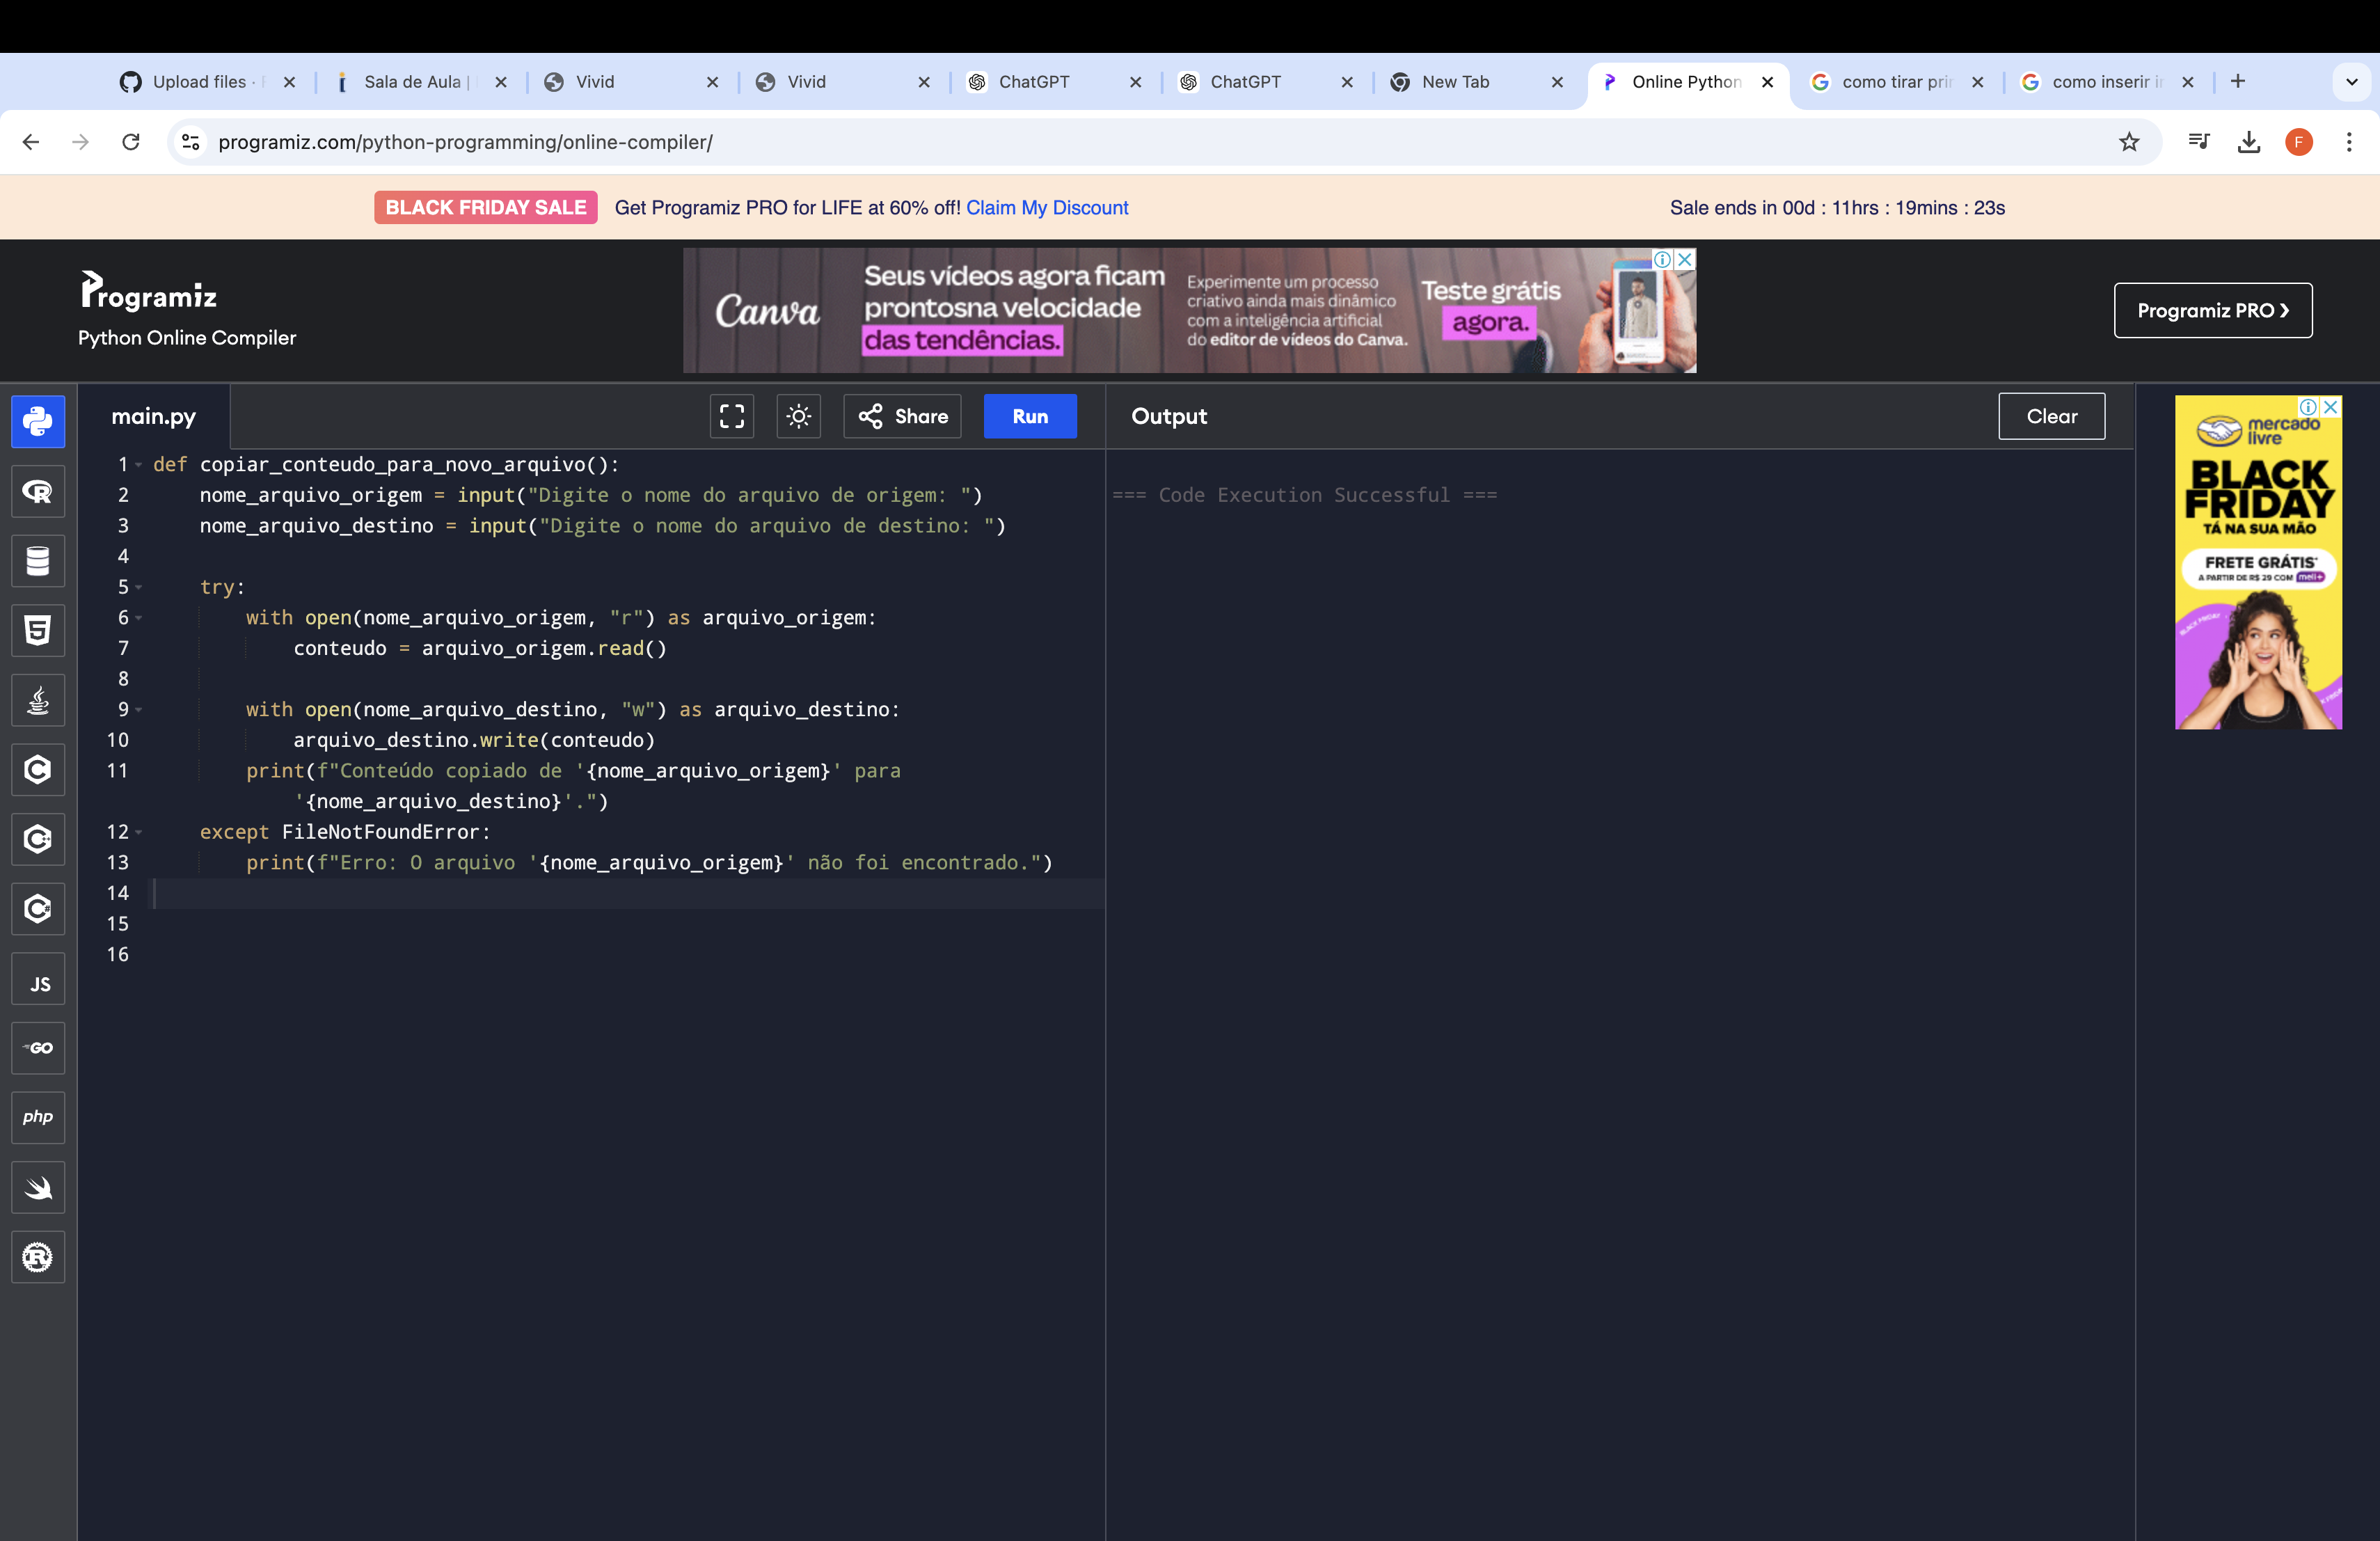 Upload files ·
Sala de Aula |
Vivid
Vivid
ChatGPT
ChatGPT
New Tab
Online Python
como tirar prin
como inserir i
programiz.com/python-programming/online-compiler/
F
BLACK FRIDAY SALE Get Programiz PRO for LIFE at 60% off! Claim My Discount
Sale ends in 00d : 11hrs : 19mins : 23s
Programiz
Python Online Compiler
Canva
Seus vídeos agora ficam
prontosna velocidade
das tendências.
Experimente um processo
criativo ainda mais dinâmico
com a inteligência artificial
do editor de vídeos do Canva.
Teste grátis
agora.
Programiz PRO ❯
main.py
Share
Run
Output
Clear
1 def copiar_conteudo_para_novo_arquivo():
2     nome_arquivo_origem = input("Digite o nome do arquivo de origem: ")
3     nome_arquivo_destino = input("Digite o nome do arquivo de destino: ")
4
5     try:
6         with open(nome_arquivo_origem, "r") as arquivo_origem:
7             conteudo = arquivo_origem.read()
8
9         with open(nome_arquivo_destino, "w") as arquivo_destino:
10             arquivo_destino.write(conteudo)
11         print(f"Conteúdo copiado de '{nome_arquivo_origem}' para
'{nome_arquivo_destino}'.")
12     except FileNotFoundError:
13         print(f"Erro: O arquivo '{nome_arquivo_origem}' não foi encontrado.")
14
15
16
=== Code Execution Successful ===
mercado
livre
BLACK
FRIDAY
TÁ NA SUA MÃO
FRETE GRÁTIS*
A PARTIR DE R$ 29 COM meli+
BLACK FRIDAY
R
5
C
C++
C#
JS
GO
php
R